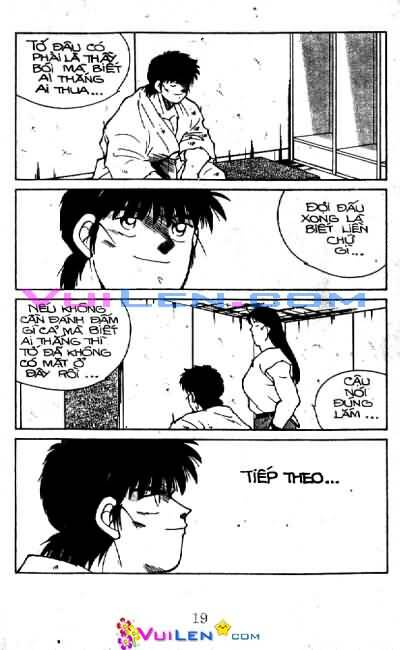 TỚ ĐÂU CÓ
PHẢI LÀ THẦY
BÓI MÀ BIẾT
AI THẮNG
AI THUA...
ĐỢI ĐẤU
XONG LÀ
BIẾT LIỀN
CHỨ
GÌ...
NẾU KHÔNG
CẦN ĐÁNH ĐẤM
GÌ CẢ MÀ BIẾT
AI THẮNG THÌ
TỚ ĐÃ KHÔNG
CÓ MẶT Ở
ĐÂY RỒI...
CẬU
NÓI
ĐÚNG
LẮM...
VuiLen.com
TIẾP THEO...
19
VuiLen.com